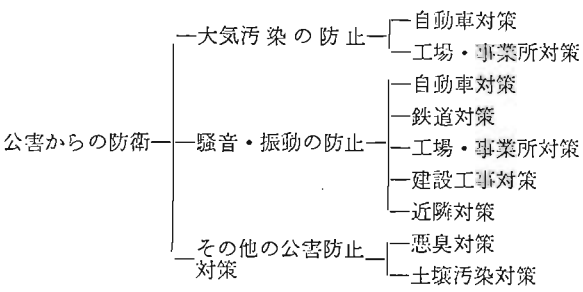 公害からの防衛
大気汚染の防止
自動車対策
工場・事業所対策
騒音・振動の防止
自動車対策
鉄道対策
工場・事業所対策
建設工事対策
近隣対策
その他の公害防止
対策
悪臭対策
土壌汚染対策